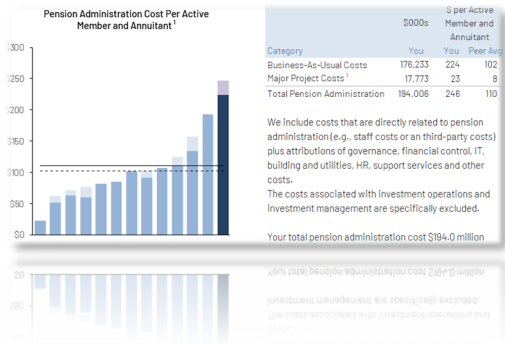 Pension Administration Cost Per Active
Member and Annuitant ¹
$300
$250
$200
$150
$100
$50
$0
$ per Active
$000s Member and
Annuitant
Category You You Peer Avg
Business-As-Usual Costs 176,233 224 102
Major Project Costs ¹ 17,773 23 8
Total Pension Administration 194,006 246 110
We include costs that are directly related to pension
administration (e.g., staff costs or an third-party costs)
plus attributions of governance, financial control, IT,
building and utilities, HR, support services and other
costs.
The costs associated with investment operations and
investment management are specifically excluded.
Your total pension administration cost $194.0 million